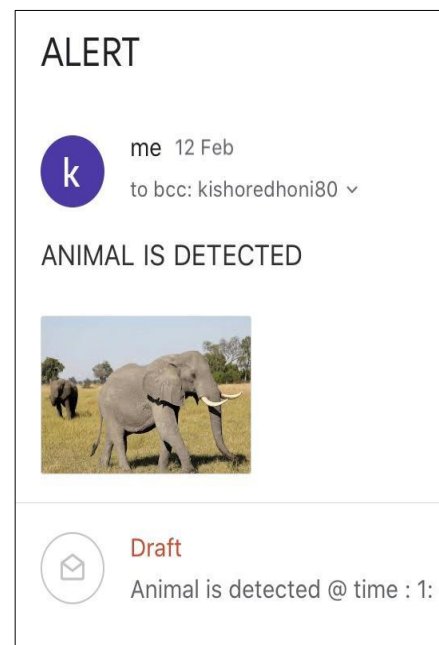 ALERT
k
me 12 Feb
to bcc: kishoredhoni80
ANIMAL IS DETECTED
Draft
Animal is detected @ time : 1: